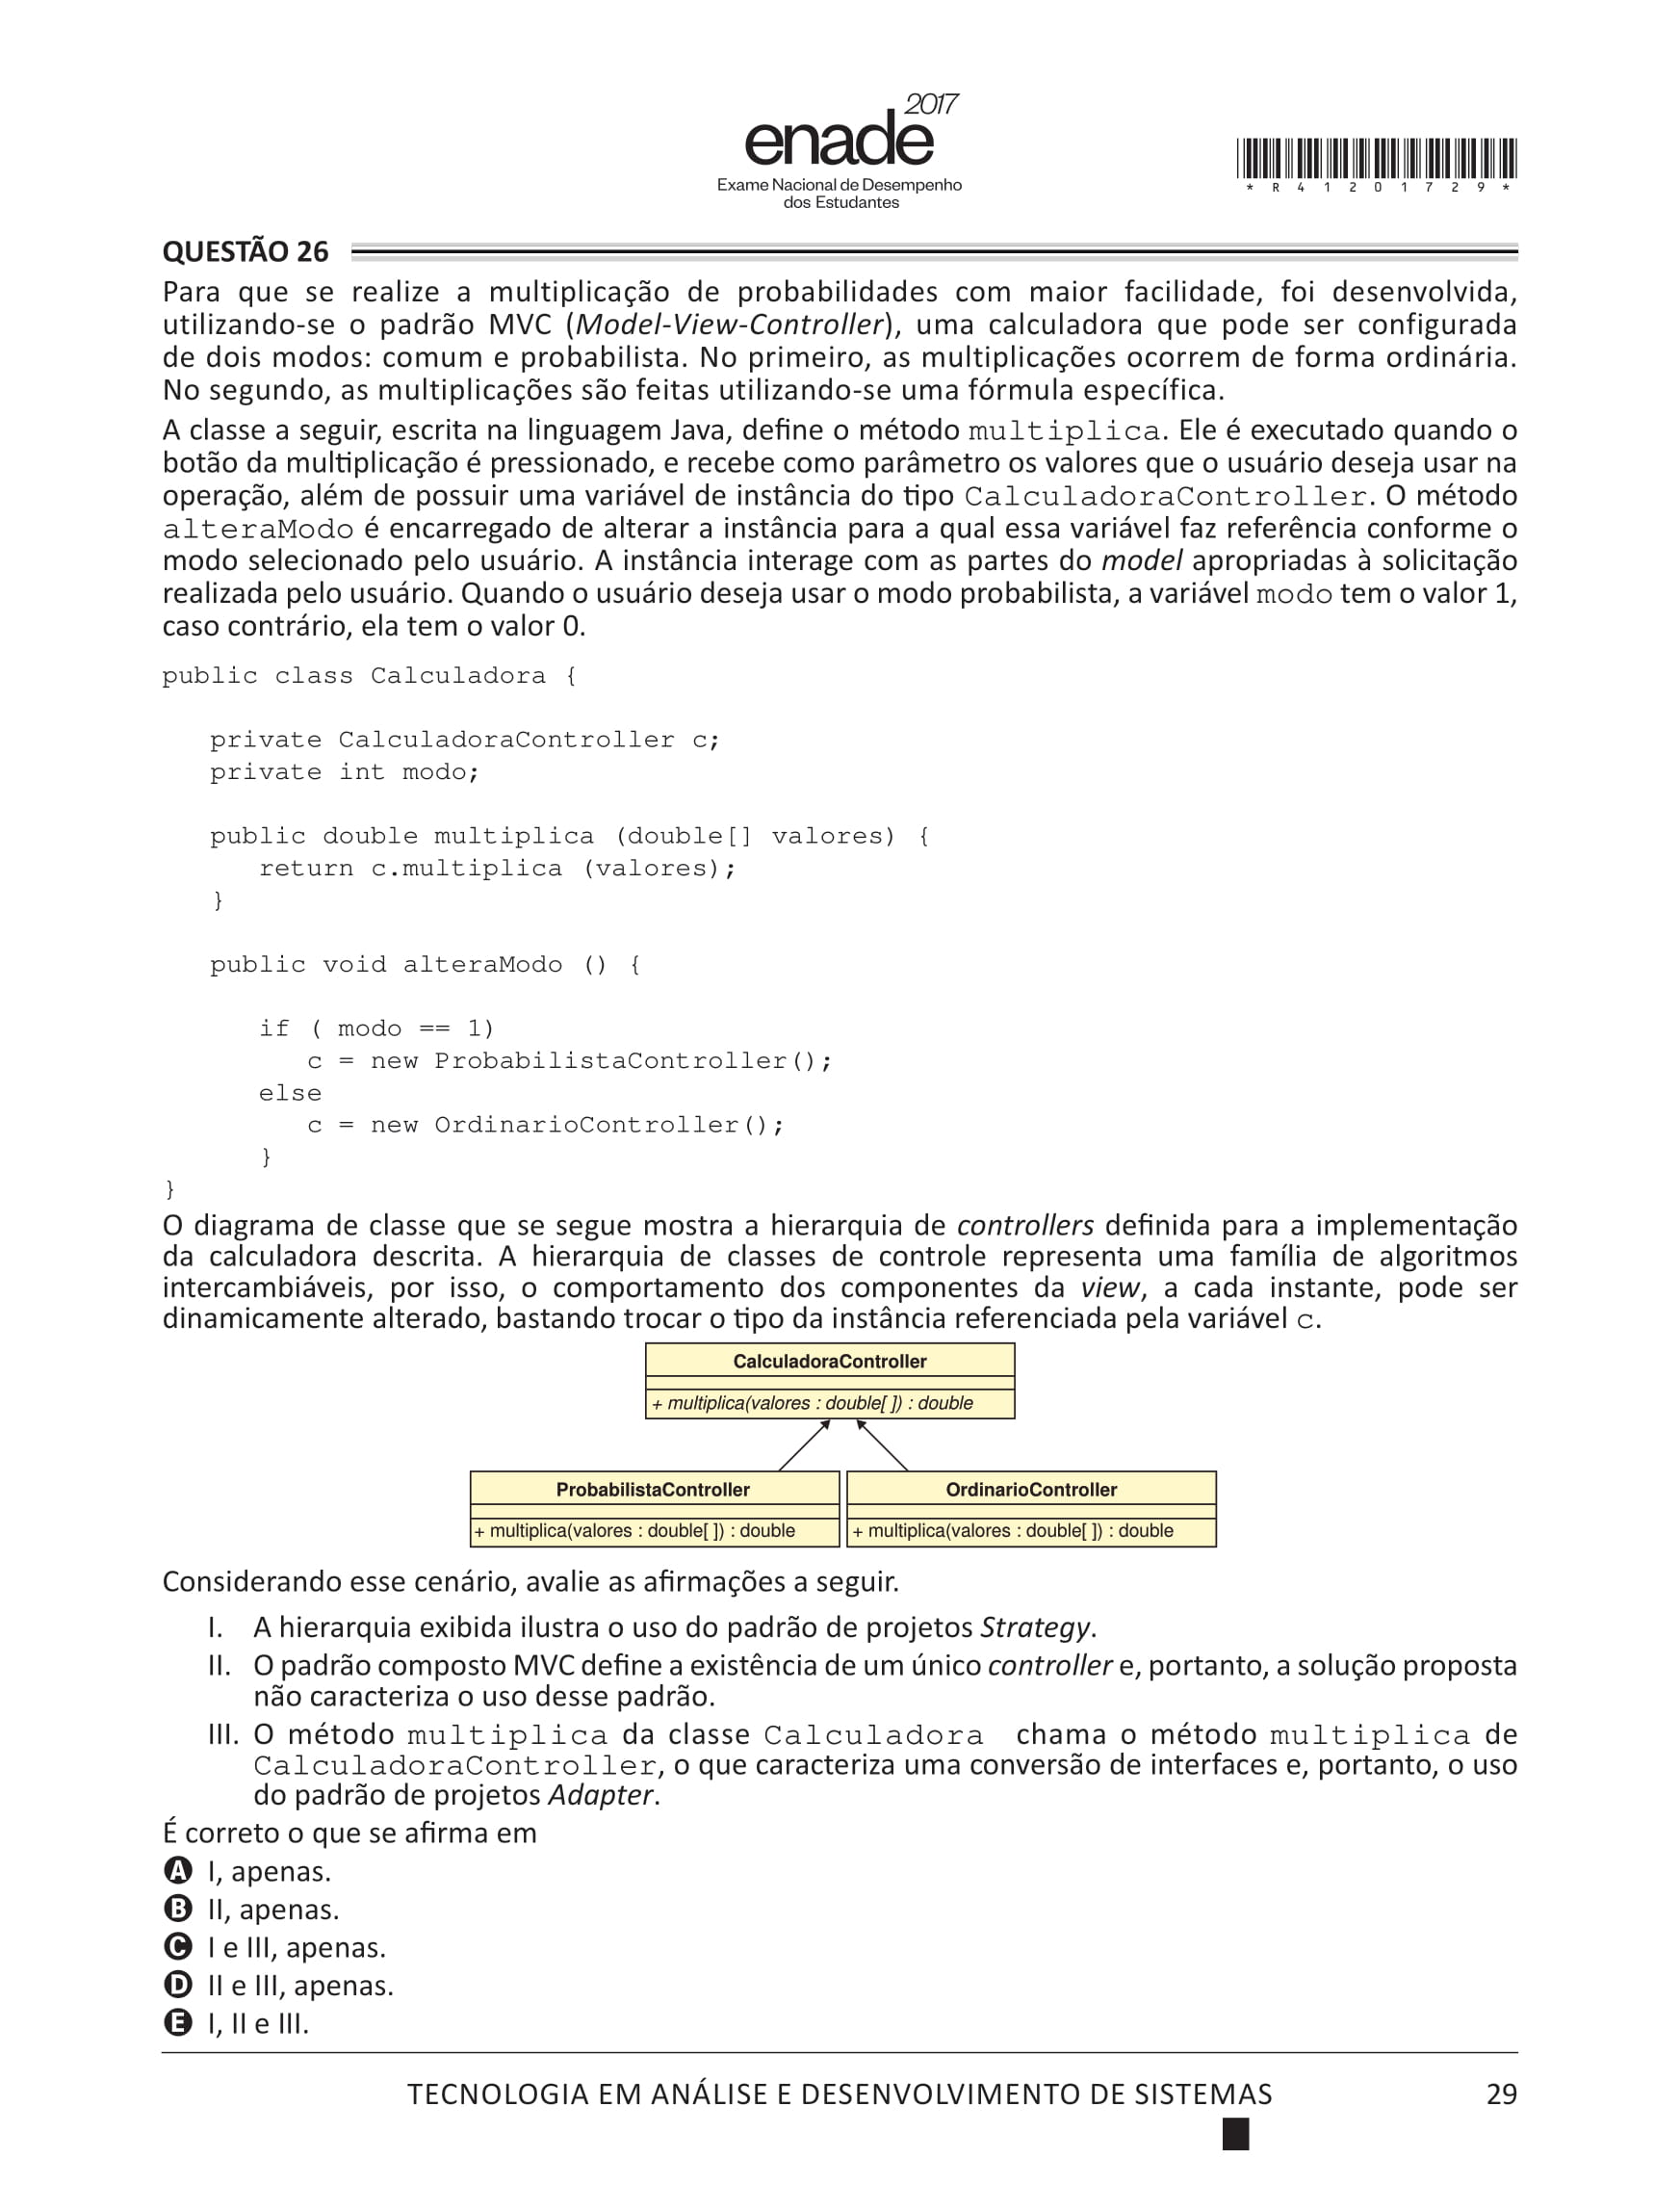 2017
enade
Exame Nacional de Desempenho
dos Estudantes
* R 4 1 2 0 1 7 2 9 *
QUESTÃO 26
Para que se realize a multiplicação de probabilidades com maior facilidade, foi desenvolvida,
utilizando-se o padrão MVC (Model-View-Controller), uma calculadora que pode ser configurada
de dois modos: comum e probabilista. No primeiro, as multiplicações ocorrem de forma ordinária.
No segundo, as multiplicações são feitas utilizando-se uma fórmula específica.
A classe a seguir, escrita na linguagem Java, define o método multiplica. Ele é executado quando o
botão da multiplicação é pressionado, e recebe como parâmetro os valores que o usuário deseja usar na
operação, além de possuir uma variável de instância do tipo CalculadoraController. O método
alteraModo é encarregado de alterar a instância para a qual essa variável faz referência conforme o
modo selecionado pelo usuário. A instância interage com as partes do model apropriadas à solicitação
realizada pelo usuário. Quando o usuário deseja usar o modo probabilista, a variável modo tem o valor 1,
caso contrário, ela tem o valor 0.
public class Calculadora {
private CalculadoraController c;
private int modo;
public double multiplica (double[] valores) {
return c.multiplica (valores);
}
public void alteraModo () {
if ( modo == 1)
c = new ProbabilistaController();
else
c = new OrdinarioController();
}
}
O diagrama de classe que se segue mostra a hierarquia de controllers definida para a implementação
da calculadora descrita. A hierarquia de classes de controle representa uma família de algoritmos
intercambiáveis, por isso, o comportamento dos componentes da view, a cada instante, pode ser
dinamicamente alterado, bastando trocar o tipo da instância referenciada pela variável c.
CalculadoraController
+ multiplica(valores : double[ ]) : double
ProbabilistaController
+ multiplica(valores : double[ ]) : double
OrdinarioController
+ multiplica(valores : double[ ]) : double
Considerando esse cenário, avalie as afirmações a seguir.
I. A hierarquia exibida ilustra o uso do padrão de projetos Strategy.
II. O padrão composto MVC define a existência de um único controller e, portanto, a solução proposta
não caracteriza o uso desse padrão.
III. O método multiplica da classe Calculadora chama o método multiplica de
CalculadoraController, o que caracteriza uma conversão de interfaces e, portanto, o uso
do padrão de projetos Adapter.
É correto o que se afirma em
A I, apenas.
B II, apenas.
C I e III, apenas.
D II e III, apenas.
E I, II e III.
TECNOLOGIA EM ANÁLISE E DESENVOLVIMENTO DE SISTEMAS
29